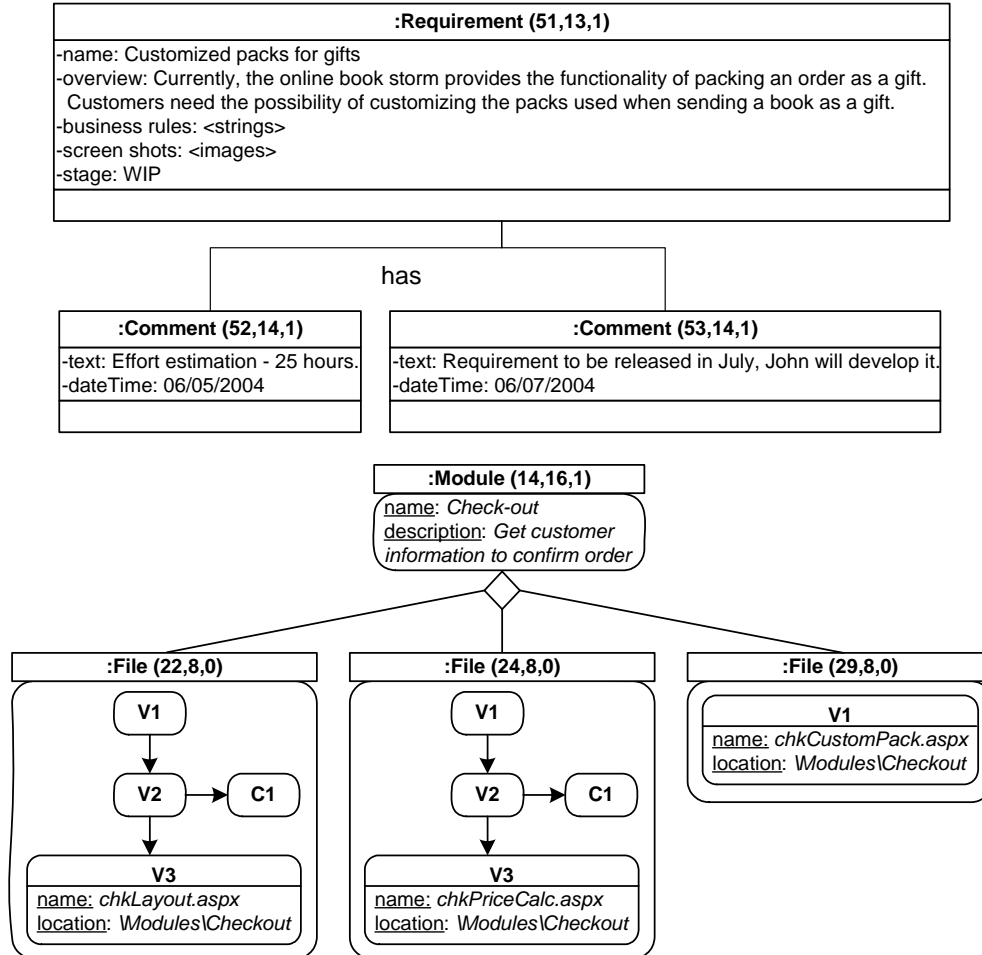 :Requirement (51,13,1)
-name: Customized packs for gifts
-overview: Currently, the online book storm provides the functionality of packing an order as a gift.
Customers need the possibility of customizing the packs used when sending a book as a gift.
-business rules: <strings>
-screen shots: <images>
-stage: WIP
has
:Comment (52,14,1)
-text: Effort estimation - 25 hours.
-dateTime: 06/05/2004
:Comment (53,14,1)
-text: Requirement to be released in July, John will develop it.
-dateTime: 06/07/2004
:Module (14,16,1)
name: Check-out
description: Get customer
information to confirm order
:File (22,8,0)
V1
V2
C1
V3
name: chkLayout.aspx
location: \Modules\Checkout
:File (24,8,0)
V1
V2
C1
V3
name: chkPriceCalc.aspx
location: \Modules\Checkout
:File (29,8,0)
V1
name: chkCustomPack.aspx
location: \Modules\Checkout